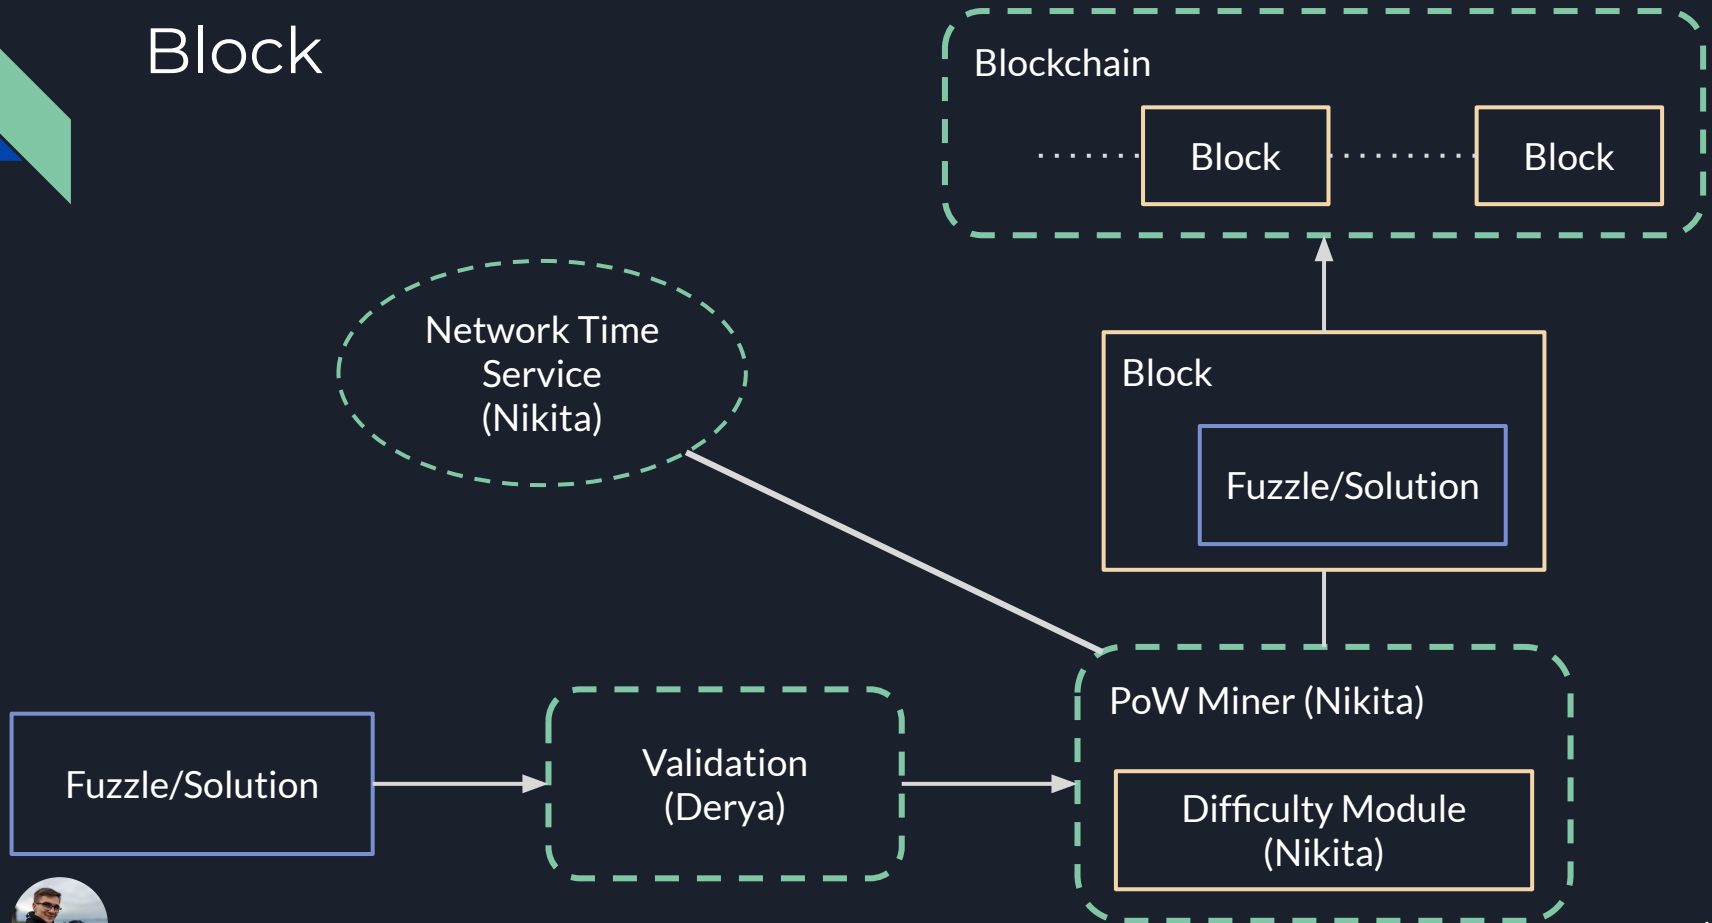 Block
Blockchain
Block
Block
Network Time
Service
(Nikita)
Block
Fuzzle/Solution
PoW Miner (Nikita)
Fuzzle/Solution
Validation
(Derya)
Difficulty Module
(Nikita)